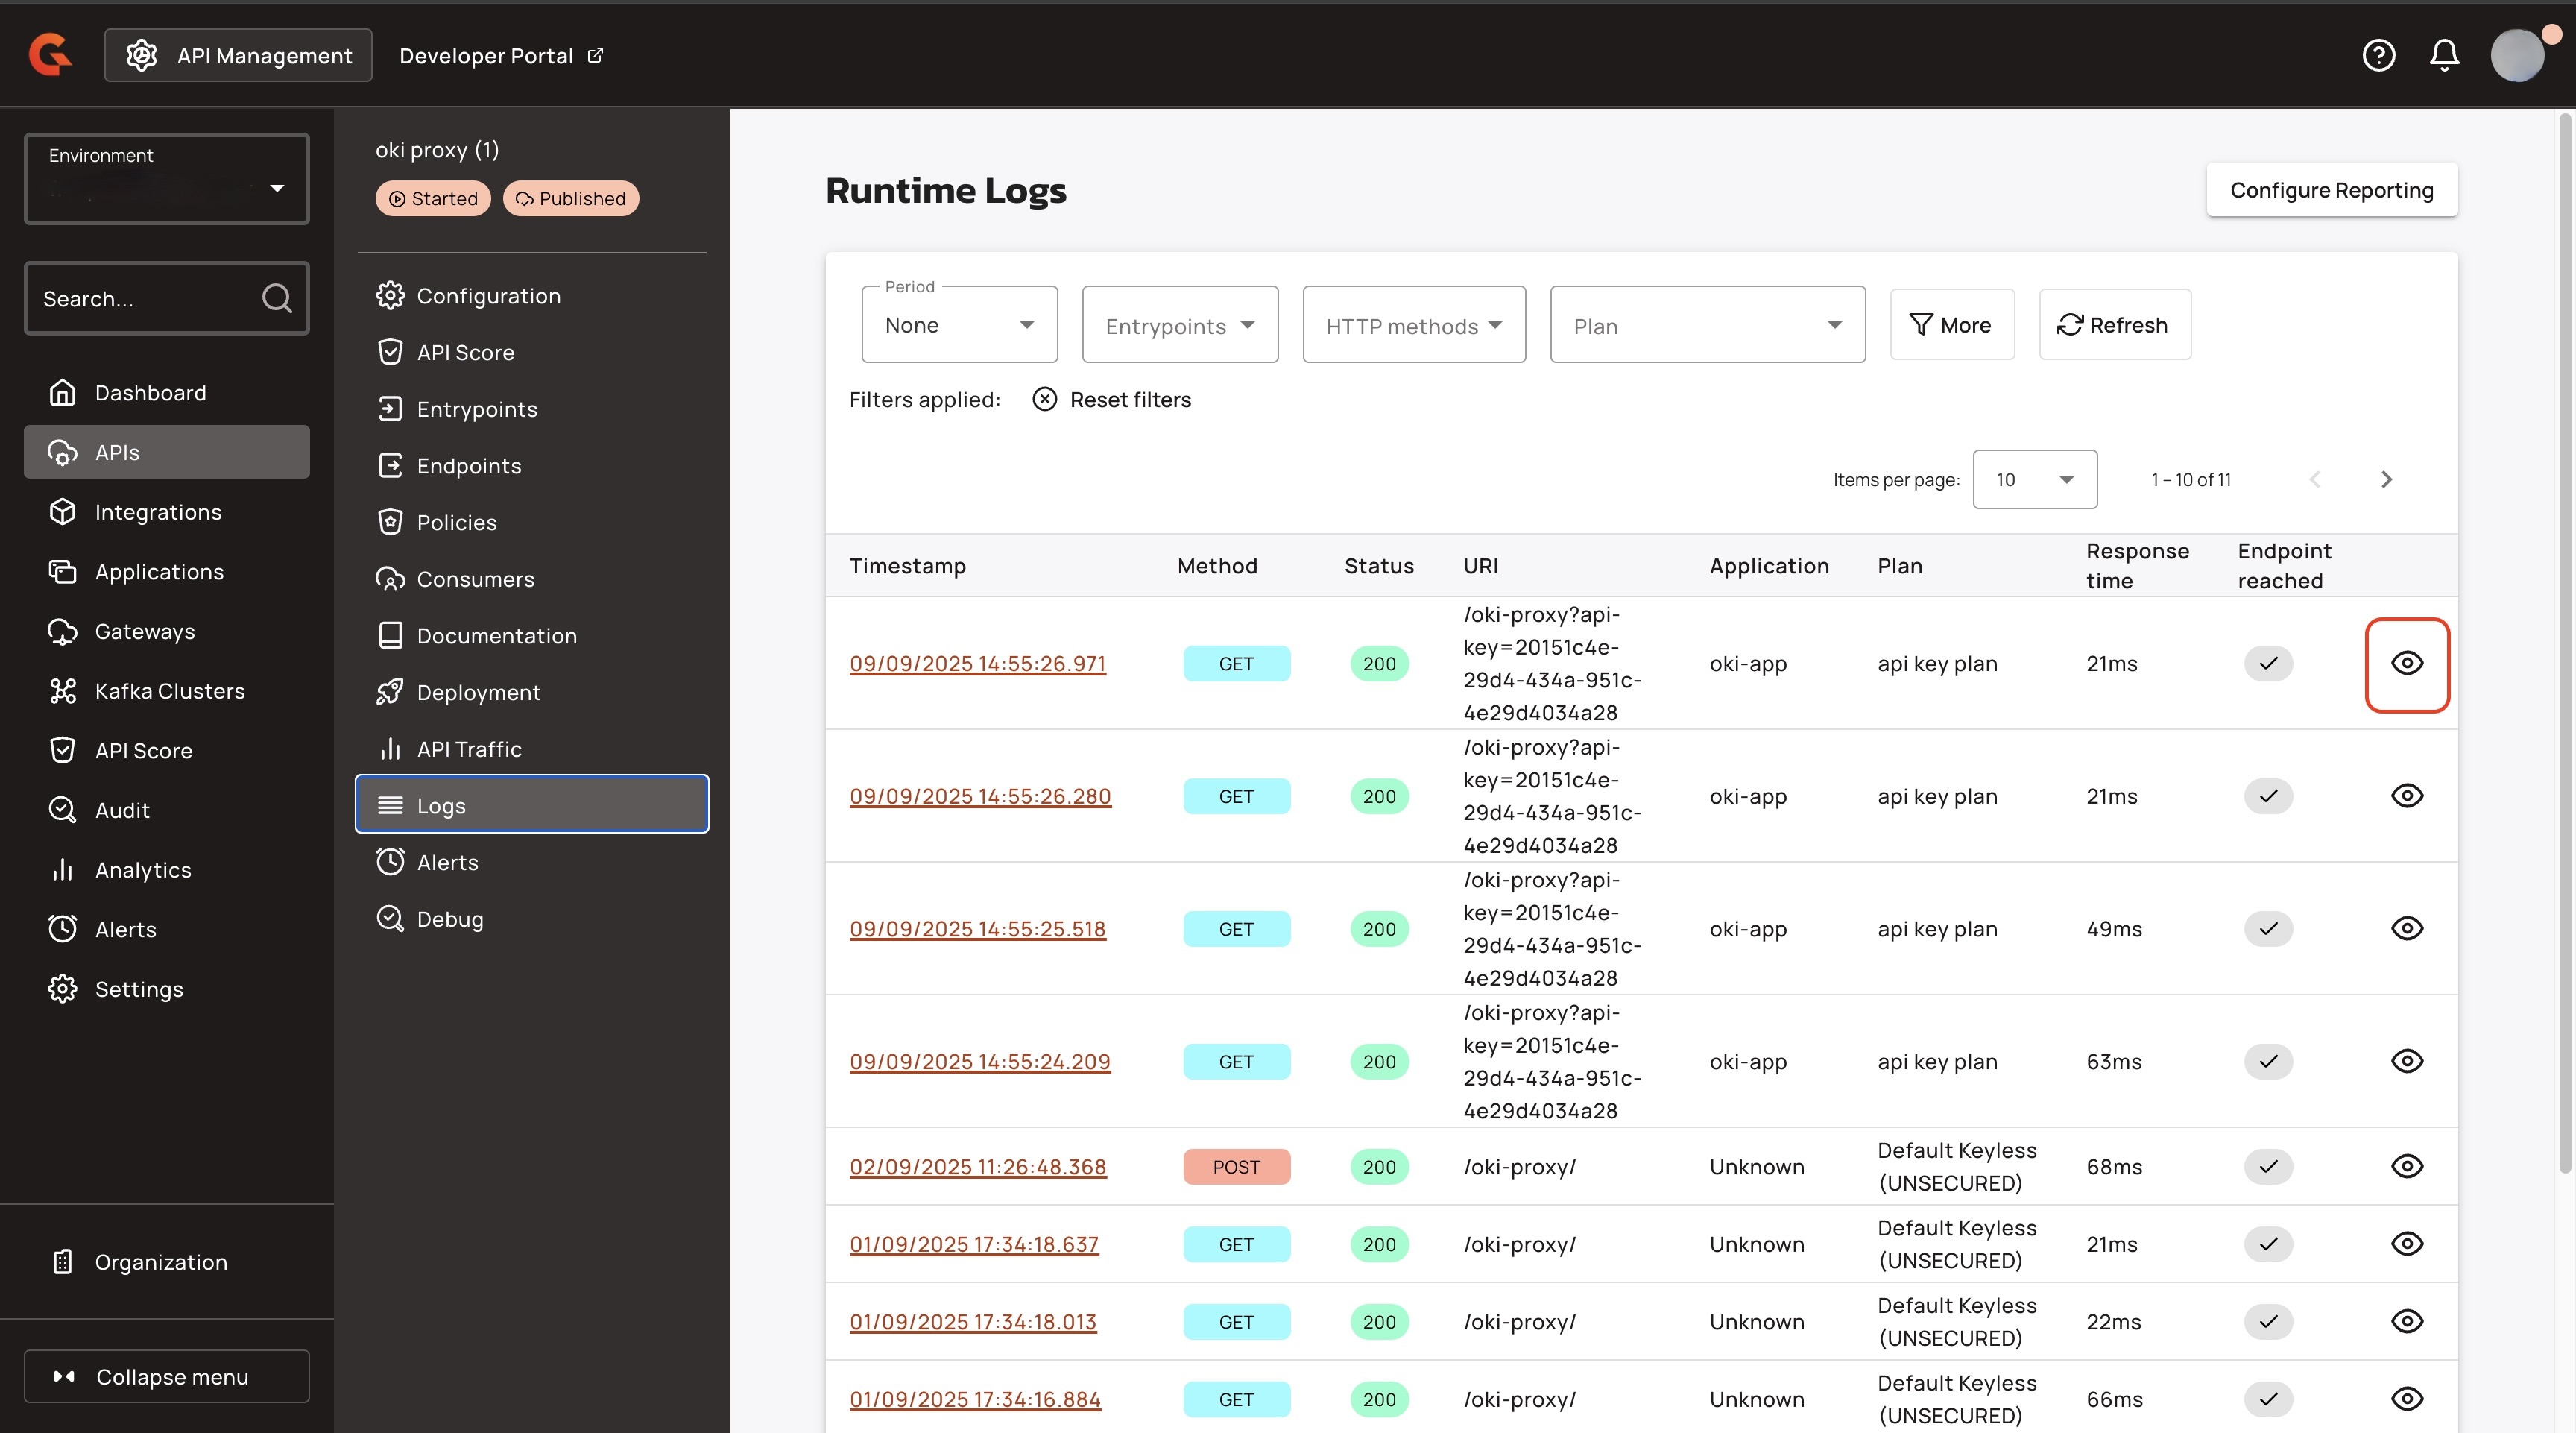 API Management
Developer Portal
Environment
Search...
Dashboard
APIs
Integrations
Applications
Gateways
Kafka Clusters
API Score
Audit
Analytics
Alerts
Settings
Organization
Collapse menu
oki proxy (1)
Started
Published
Configuration
API Score
Entrypoints
Endpoints
Policies
Consumers
Documentation
Deployment
API Traffic
Logs
Alerts
Debug
Runtime Logs
Configure Reporting
Period
None
Entrypoints
HTTP methods
Plan
More
Refresh
Filters applied:
Reset filters
Items per page: 10 1 – 10 of 11
Timestamp Method Status URI Application Plan Response time Endpoint reached
09/09/2025 14:55:26.971 GET 200 /oki-proxy?api-key=20151c4e-29d4-434a-951c-4e29d4034a28 oki-app api key plan 21ms
09/09/2025 14:55:26.280 GET 200 /oki-proxy?api-key=20151c4e-29d4-434a-951c-4e29d4034a28 oki-app api key plan 21ms
09/09/2025 14:55:25.518 GET 200 /oki-proxy?api-key=20151c4e-29d4-434a-951c-4e29d4034a28 oki-app api key plan 49ms
09/09/2025 14:55:24.209 GET 200 /oki-proxy?api-key=20151c4e-29d4-434a-951c-4e29d4034a28 oki-app api key plan 63ms
02/09/2025 11:26:48.368 POST 200 /oki-proxy/ Unknown Default Keyless (UNSECURED) 68ms
01/09/2025 17:34:18.637 GET 200 /oki-proxy/ Unknown Default Keyless (UNSECURED) 21ms
01/09/2025 17:34:18.013 GET 200 /oki-proxy/ Unknown Default Keyless (UNSECURED) 22ms
01/09/2025 17:34:16.884 GET 200 /oki-proxy/ Unknown Default Keyless (UNSECURED) 66ms